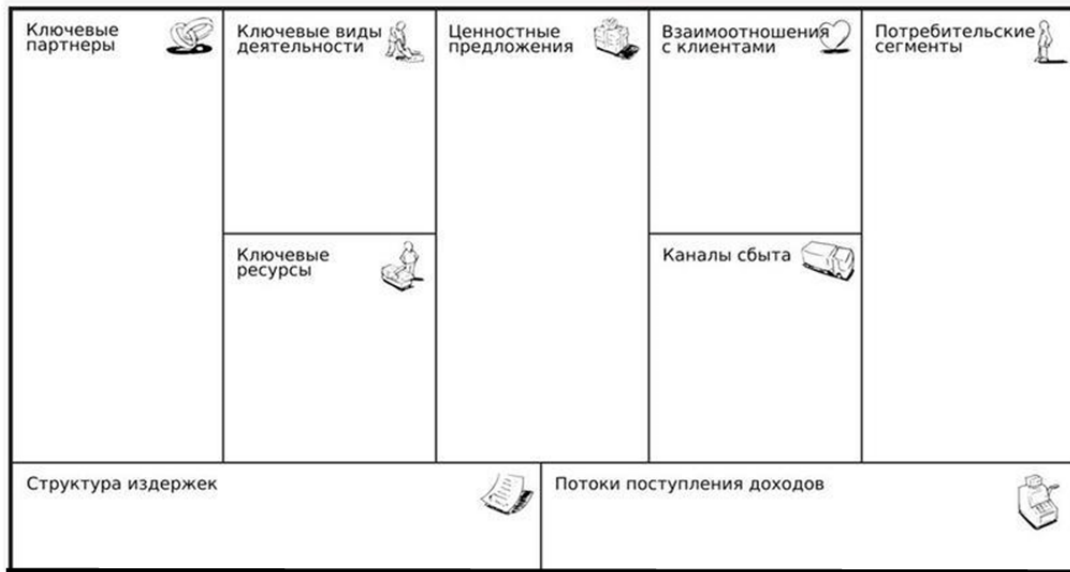 Ключевые
партнеры
Ключевые виды
деятельности
Ценностные
предложения
Взаимоотношения
с клиентами
Потребительские
сегменты
Ключевые
ресурсы
Каналы сбыта
Структура издержек
Потоки поступления доходов